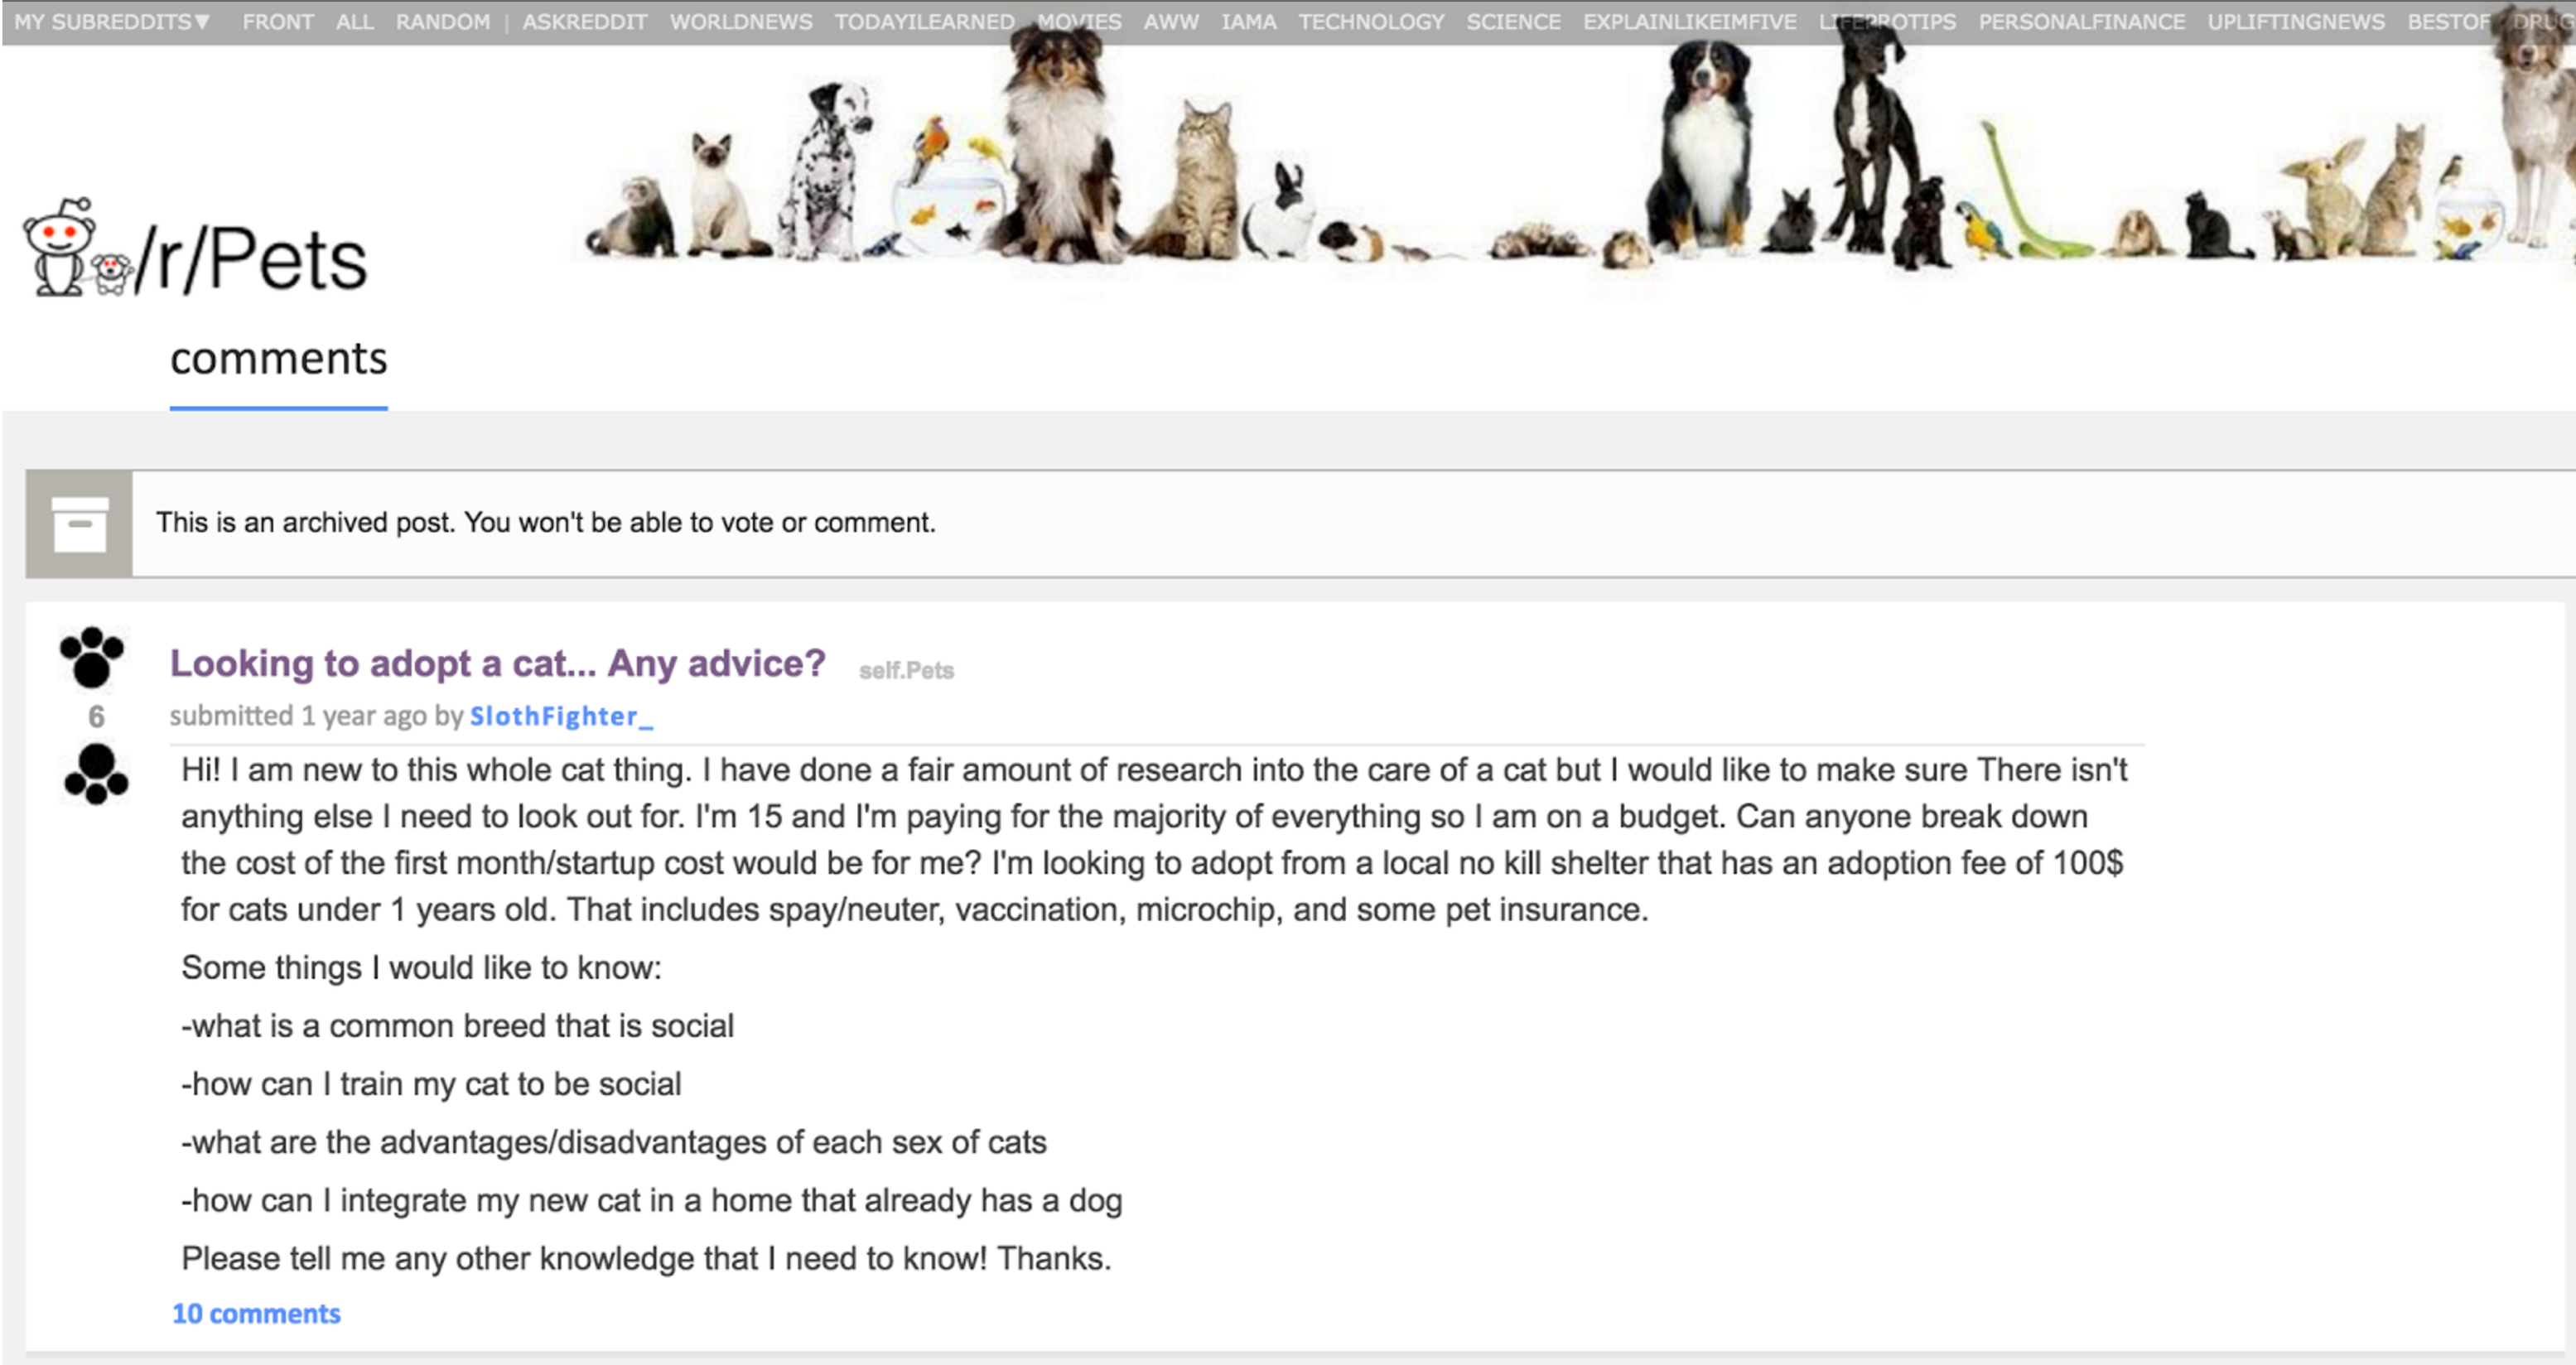 MY SUBREDDITS▼ FRONT ALL RANDOM | ASKREDDIT WORLDNEWS TODAYILEARNED MOVIES AWW IAMA TECHNOLOGY SCIENCE EXPLAINLIKEIMFIVE LIFEPROTIPS PERSONALFINANCE UPLIFTINGNEWS BESTOF DRUG
/r/Pets
comments
This is an archived post. You won't be able to vote or comment.
Looking to adopt a cat... Any advice? self.Pets
6 submitted 1 year ago by SlothFighter_
Hi! I am new to this whole cat thing. I have done a fair amount of research into the care of a cat but I would like to make sure There isn't
anything else I need to look out for. I'm 15 and I'm paying for the majority of everything so I am on a budget. Can anyone break down
the cost of the first month/startup cost would be for me? I'm looking to adopt from a local no kill shelter that has an adoption fee of 100$
for cats under 1 years old. That includes spay/neuter, vaccination, microchip, and some pet insurance.
Some things I would like to know:
-what is a common breed that is social
-how can I train my cat to be social
-what are the advantages/disadvantages of each sex of cats
-how can I integrate my new cat in a home that already has a dog
Please tell me any other knowledge that I need to know! Thanks.
10 comments